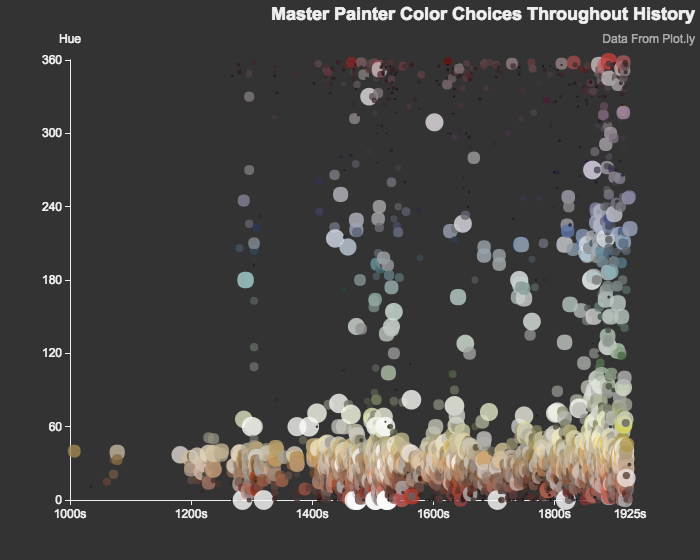 Master Painter Color Choices Throughout History
Hue
Data From Plot.ly
360
300
240
180
120
60
0
1000s 1200s 1400s 1600s 1800s 1925s